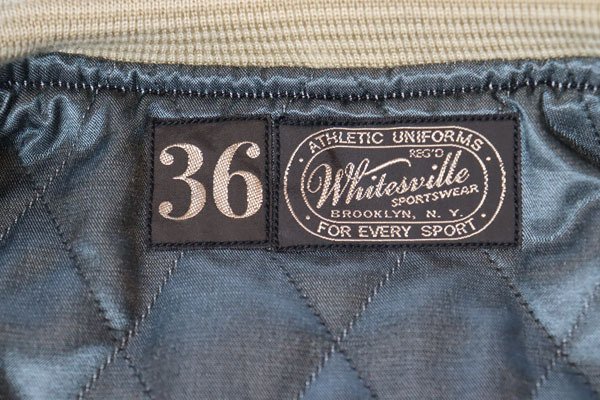 36
ATHLETIC UNIFORMS
REG'D
Whitesville
SPORTSWEAR
BROOKLYN, N. Y.
FOR EVERY SPORT